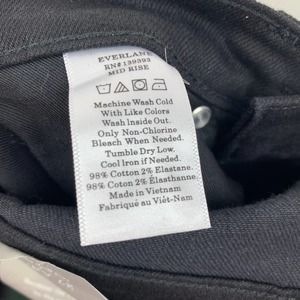 EVERLANE
RN# 139393
MID RISE
Machine Wash Cold
With Like Colors
Wash Inside Out.
Only Non-Chlorine
Bleach When Needed.
Tumble Dry Low.
Cool Iron if Needed.
98% Cotton 2% Elastane.
98% Coton 2% Élasthanne.
Made in Vietnam
Fabriqué au Viêt-Nam